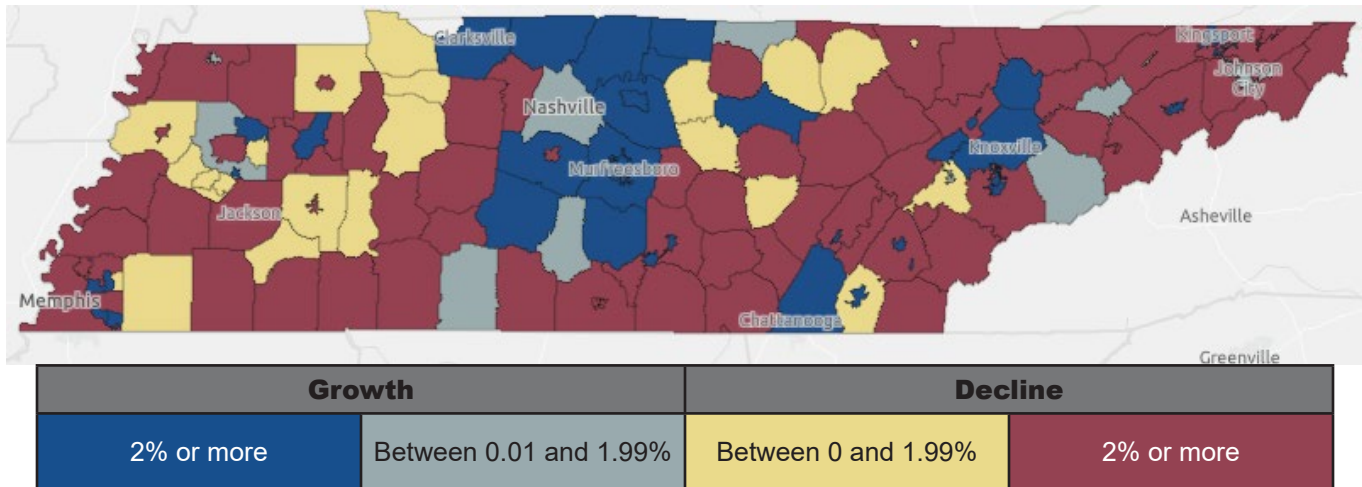 Clarksville
Kingsport
Johnson
City
Nashville
Knoxville
Murfreesboro
Jackson
Asheville
Memphis
Chattanooga
Greenville
Growth
Decline
2% or more
Between 0.01 and 1.99%
Between 0 and 1.99%
2% or more